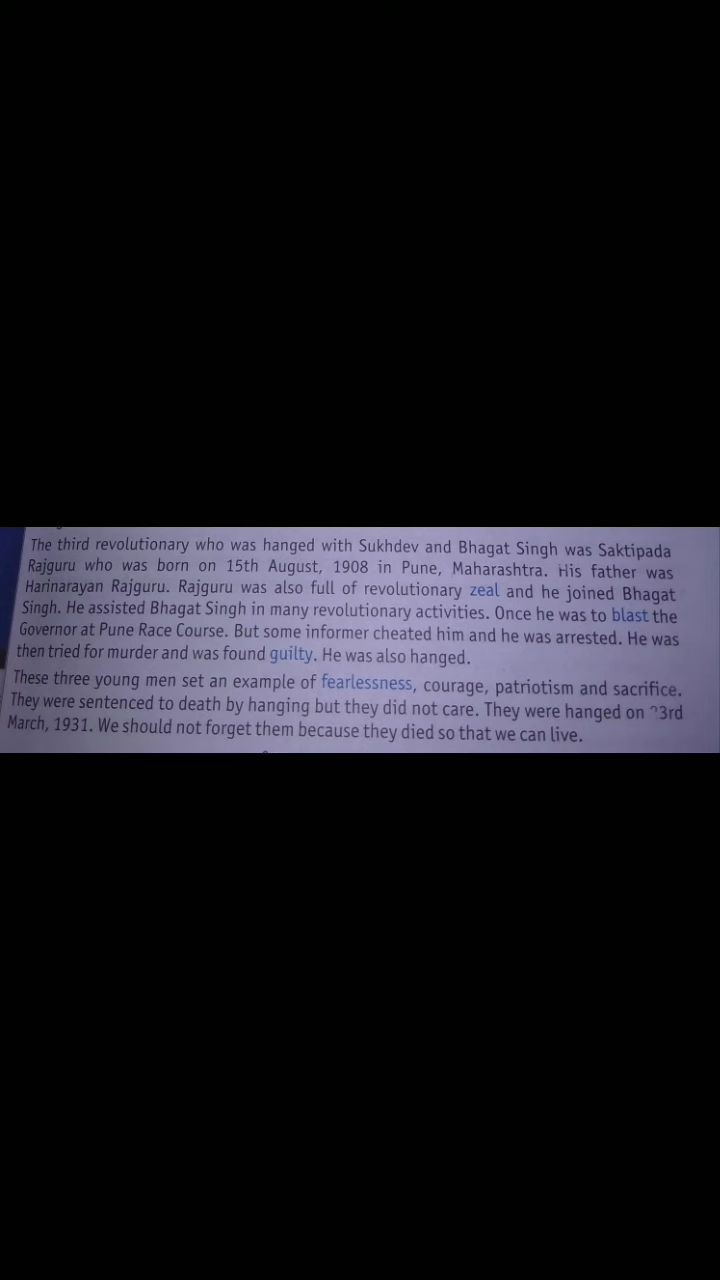 The third revolutionary who was hanged with Sukhdev and Bhagat Singh was Saktipada
Rajguru who was born on 15th August, 1908 in Pune, Maharashtra. His father was
Harinarayan Rajguru. Rajguru was also full of revolutionary zeal and he joined Bhagat
Singh. He assisted Bhagat Singh in many revolutionary activities. Once he was to blast the
Governor at Pune Race Course. But some informer cheated him and he was arrested. He was
then tried for murder and was found guilty. He was also hanged.
These three young men set an example of fearlessness, courage, patriotism and sacrifice.
They were sentenced to death by hanging but they did not care. They were hanged on 23rd
March, 1931. We should not forget them because they died so that we can live.